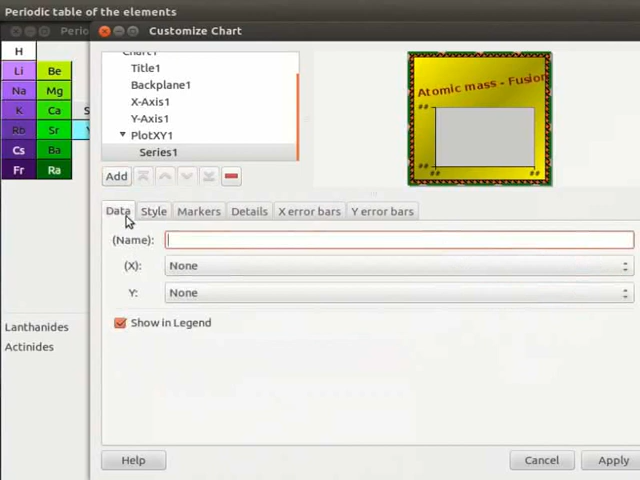 Periodic table of the elements
Perio
Customize Chart
H
Li Be
Na Mg
K Ca S
Rb Sr Y
Cs Ba
Fr Ra
Lanthanides
Actinides
Chart1
Title1
Backplane1
X-Axis1
Y-Axis1
PlotXY1
Series1
Add
Atomic mass - Fusion
##
##
## ##
Data Style Markers Details X error bars Y error bars
(Name):
(X): None
Y: None
Show in Legend
Help Cancel Apply